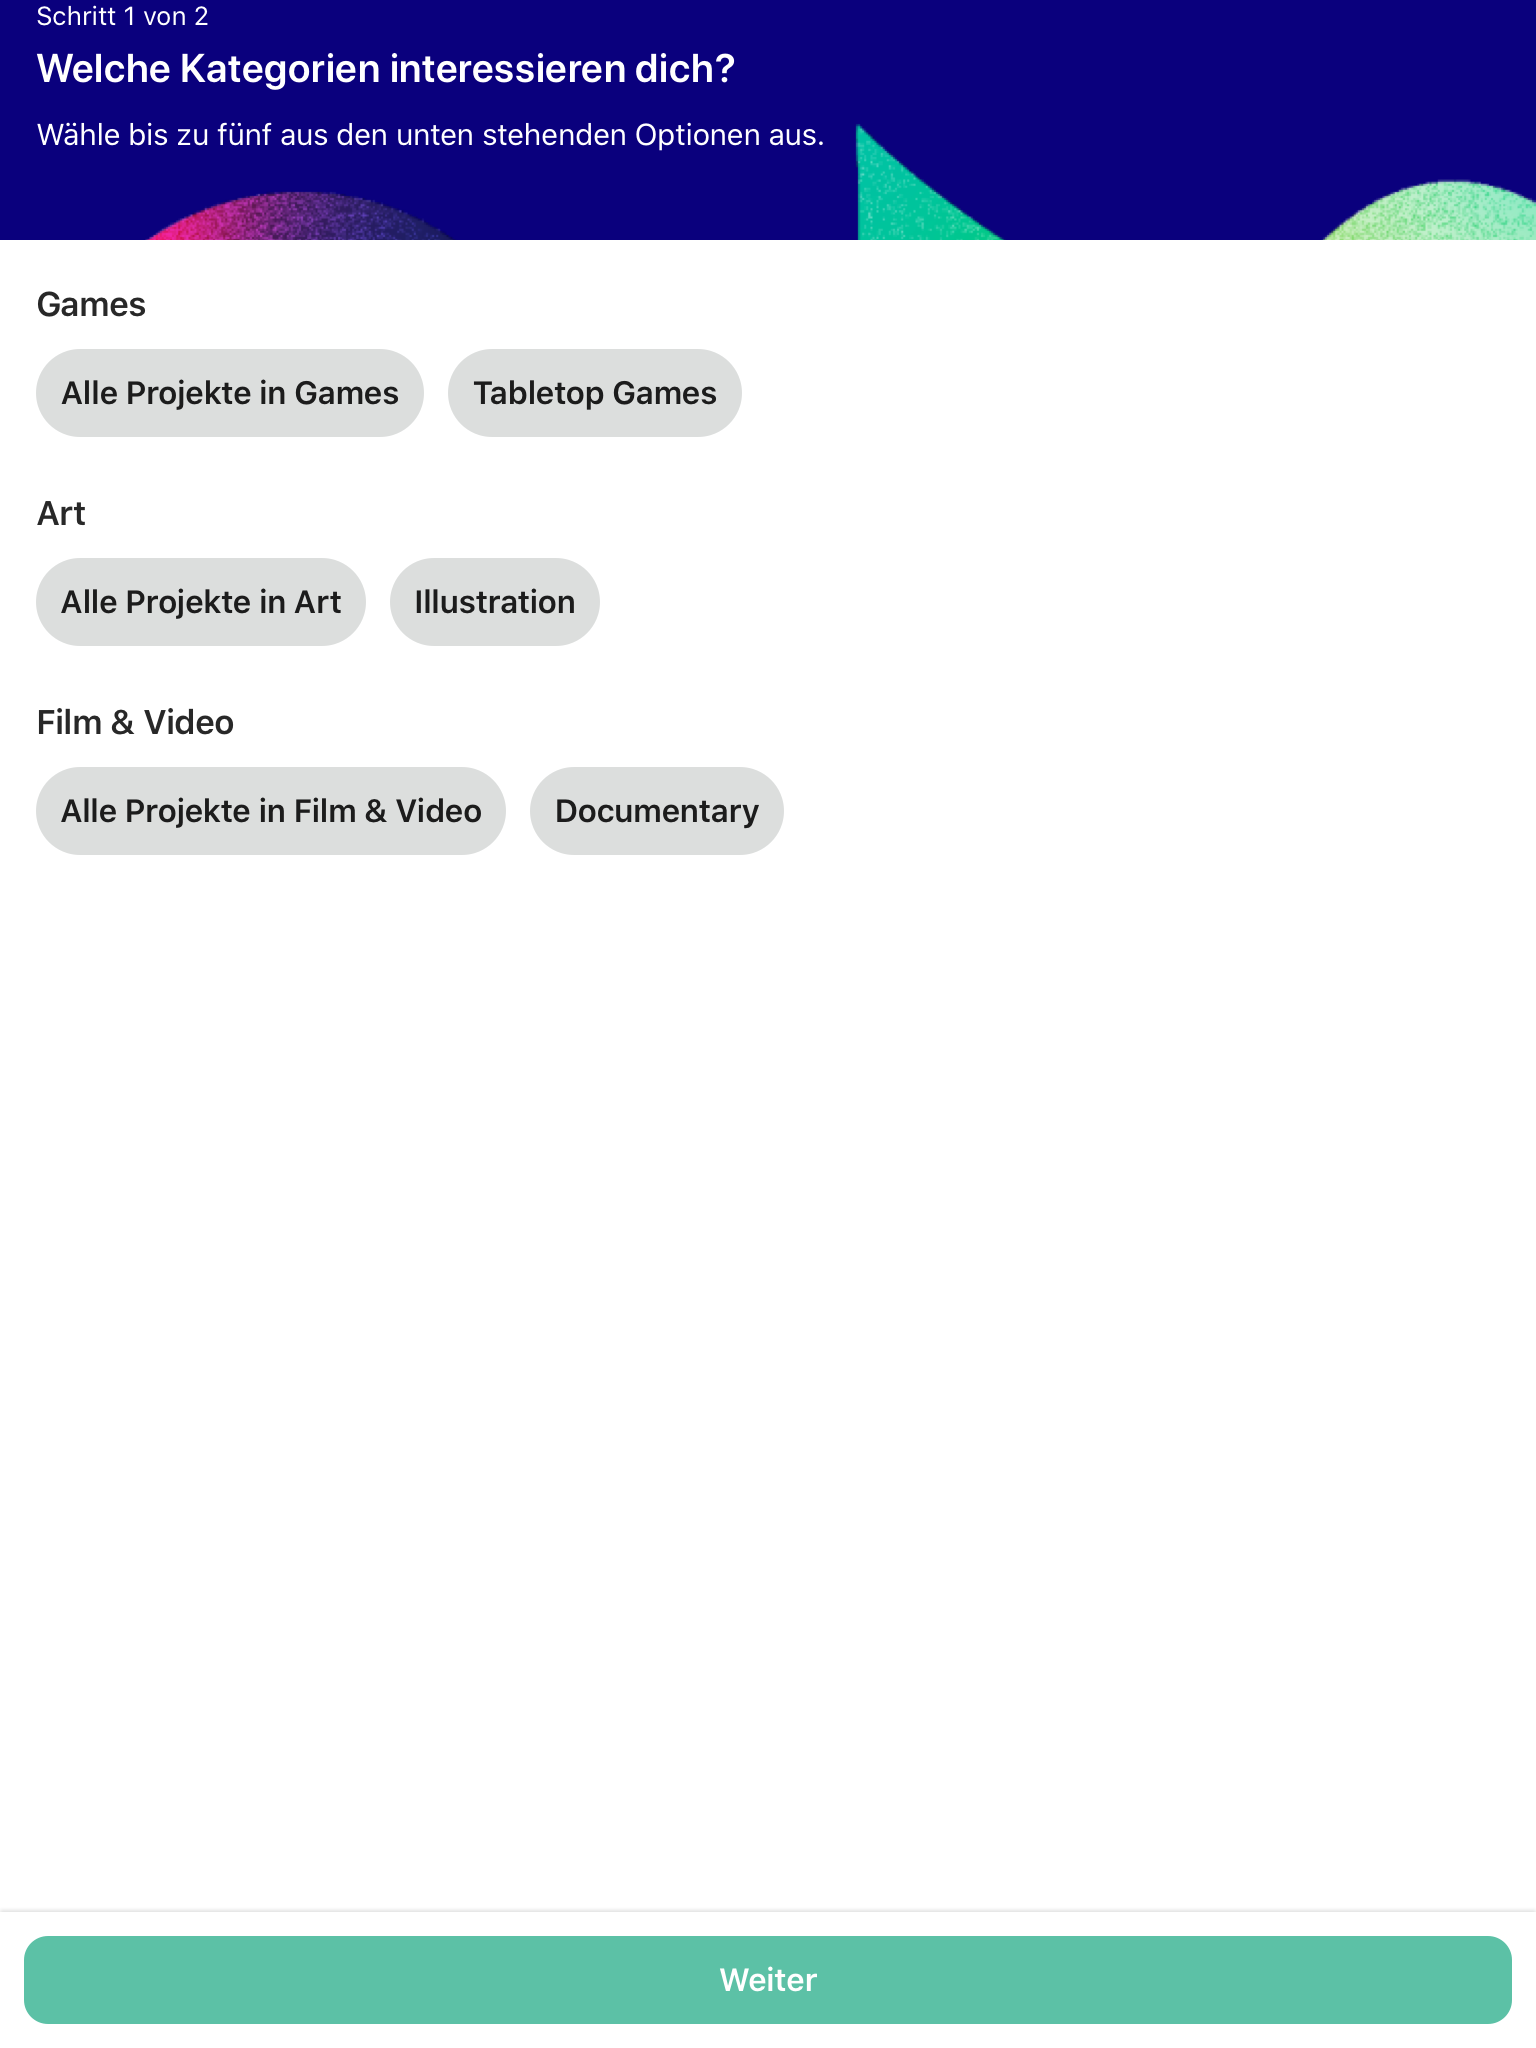 Schritt 1 von 2
Welche Kategorien interessieren dich?
Wähle bis zu fünf aus den unten stehenden Optionen aus.
Games
Alle Projekte in Games
Tabletop Games
Art
Alle Projekte in Art
Illustration
Film & Video
Alle Projekte in Film & Video
Documentary
Weiter